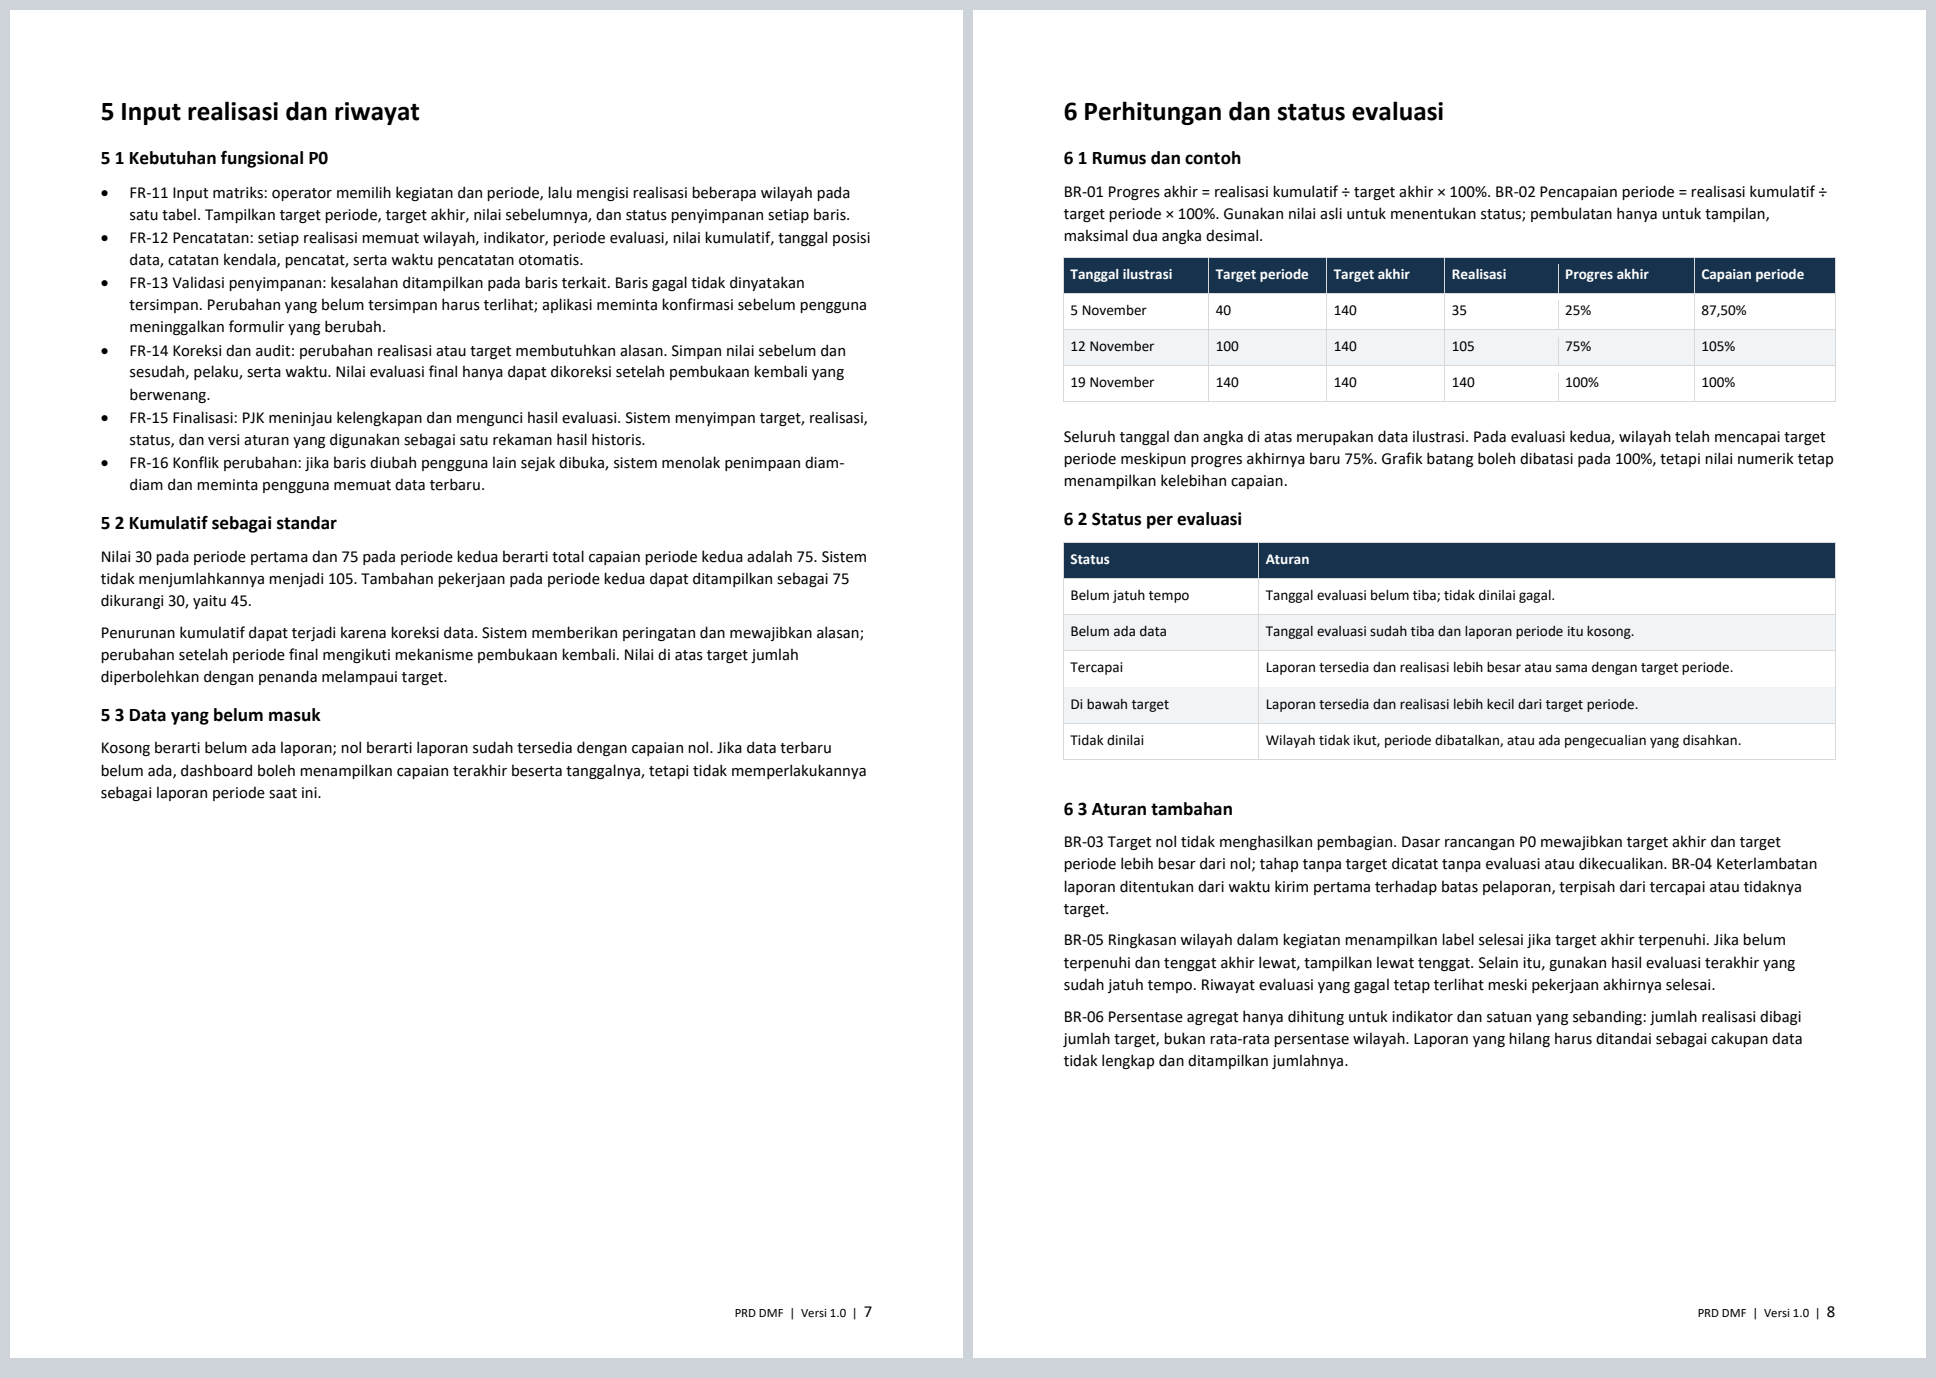 5 Input realisasi dan riwayat
5 1 Kebutuhan fungsional P0
• FR-11 Input matriks: operator memilih kegiatan dan periode, lalu mengisi realisasi beberapa wilayah pada
satu tabel. Tampilkan target periode, target akhir, nilai sebelumnya, dan status penyimpanan setiap baris.
• FR-12 Pencatatan: setiap realisasi memuat wilayah, indikator, periode evaluasi, nilai kumulatif, tanggal posisi
data, catatan kendala, pencatat, serta waktu pencatatan otomatis.
• FR-13 Validasi penyimpanan: kesalahan ditampilkan pada baris terkait. Baris gagal tidak dinyatakan
tersimpan. Perubahan yang belum tersimpan harus terlihat; aplikasi meminta konfirmasi sebelum pengguna
meninggalkan formulir yang berubah.
• FR-14 Koreksi dan audit: perubahan realisasi atau target membutuhkan alasan. Simpan nilai sebelum dan
sesudah, pelaku, serta waktu. Nilai evaluasi final hanya dapat dikoreksi setelah pembukaan kembali yang
berwenang.
• FR-15 Finalisasi: PJK meninjau kelengkapan dan mengunci hasil evaluasi. Sistem menyimpan target, realisasi,
status, dan versi aturan yang digunakan sebagai satu rekaman hasil historis.
• FR-16 Konflik perubahan: jika baris diubah pengguna lain sejak dibuka, sistem menolak penimpaan diam-
diam dan meminta pengguna memuat data terbaru.
5 2 Kumulatif sebagai standar
Nilai 30 pada periode pertama dan 75 pada periode kedua berarti total capaian periode kedua adalah 75. Sistem
tidak menjumlahkannya menjadi 105. Tambahan pekerjaan pada periode kedua dapat ditampilkan sebagai 75
dikurangi 30, yaitu 45.
Penurunan kumulatif dapat terjadi karena koreksi data. Sistem memberikan peringatan dan mewajibkan alasan;
perubahan setelah periode final mengikuti mekanisme pembukaan kembali. Nilai di atas target jumlah
diperbolehkan dengan penanda melampaui target.
5 3 Data yang belum masuk
Kosong berarti belum ada laporan; nol berarti laporan sudah tersedia dengan capaian nol. Jika data terbaru
belum ada, dashboard boleh menampilkan capaian terakhir beserta tanggalnya, tetapi tidak memperlakukannya
sebagai laporan periode saat ini.
PRD DMF | Versi 1.0 | 7
6 Perhitungan dan status evaluasi
6 1 Rumus dan contoh
BR-01 Progres akhir = realisasi kumulatif ÷ target akhir × 100%. BR-02 Pencapaian periode = realisasi kumulatif ÷
target periode × 100%. Gunakan nilai asli untuk menentukan status; pembulatan hanya untuk tampilan,
maksimal dua angka desimal.
Tanggal ilustrasi Target periode Target akhir Realisasi Progres akhir Capaian periode
5 November 40 140 35 25% 87,50%
12 November 100 140 105 75% 105%
19 November 140 140 140 100% 100%
Seluruh tanggal dan angka di atas merupakan data ilustrasi. Pada evaluasi kedua, wilayah telah mencapai target
periode meskipun progres akhirnya baru 75%. Grafik batang boleh dibatasi pada 100%, tetapi nilai numerik tetap
menampilkan kelebihan capaian.
6 2 Status per evaluasi
Status Aturan
Belum jatuh tempo Tanggal evaluasi belum tiba; tidak dinilai gagal.
Belum ada data Tanggal evaluasi sudah tiba dan laporan periode itu kosong.
Tercapai Laporan tersedia dan realisasi lebih besar atau sama dengan target periode.
Di bawah target Laporan tersedia dan realisasi lebih kecil dari target periode.
Tidak dinilai Wilayah tidak ikut, periode dibatalkan, atau ada pengecualian yang disahkan.
6 3 Aturan tambahan
BR-03 Target nol tidak menghasilkan pembagian. Dasar rancangan P0 mewajibkan target akhir dan target
periode lebih besar dari nol; tahap tanpa target dicatat tanpa evaluasi atau dikecualikan. BR-04 Keterlambatan
laporan ditentukan dari waktu kirim pertama terhadap batas pelaporan, terpisah dari tercapai atau tidaknya
target.
BR-05 Ringkasan wilayah dalam kegiatan menampilkan label selesai jika target akhir terpenuhi. Jika belum
terpenuhi dan tenggat akhir lewat, tampilkan lewat tenggat. Selain itu, gunakan hasil evaluasi terakhir yang
sudah jatuh tempo. Riwayat evaluasi yang gagal tetap terlihat meski pekerjaan akhirnya selesai.
BR-06 Persentase agregat hanya dihitung untuk indikator dan satuan yang sebanding: jumlah realisasi dibagi
jumlah target, bukan rata-rata persentase wilayah. Laporan yang hilang harus ditandai sebagai cakupan data
tidak lengkap dan ditampilkan jumlahnya.
PRD DMF | Versi 1.0 | 8